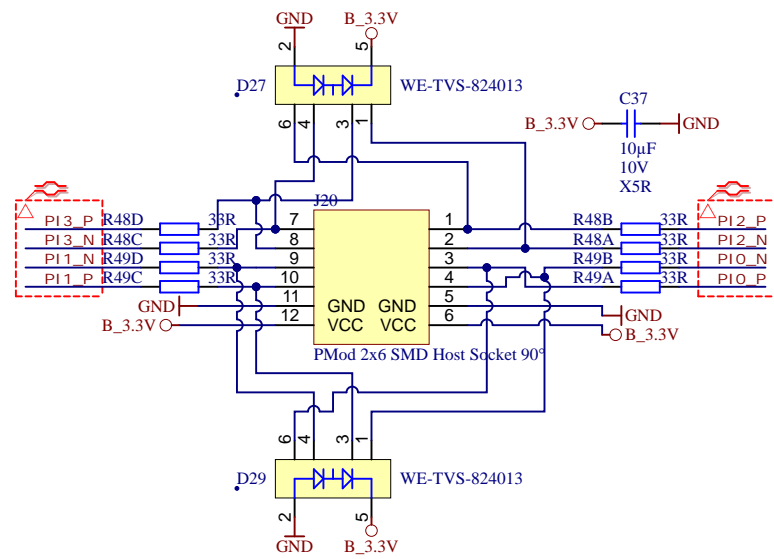 GND
B_3.3V
2
5
D27
WE-TVS-824013
6
4
3
1
C37
B_3.3V
GND
10µF
10V
X5R
J20
PI3_P
R48D
33R
7
1
R48B
33R
PI2_P
PI3_N
R48C
33R
8
2
R48A
33R
PI2_N
PI1_N
R49D
33R
9
3
R49B
33R
PI0_N
PI1_P
R49C
33R
10
4
R49A
33R
PI0_P
GND
11
GND
GND
5
GND
B_3.3V
12
VCC
VCC
6
B_3.3V
PMod 2x6 SMD Host Socket 90°
6
4
3
1
D29
WE-TVS-824013
2
5
GND
B_3.3V